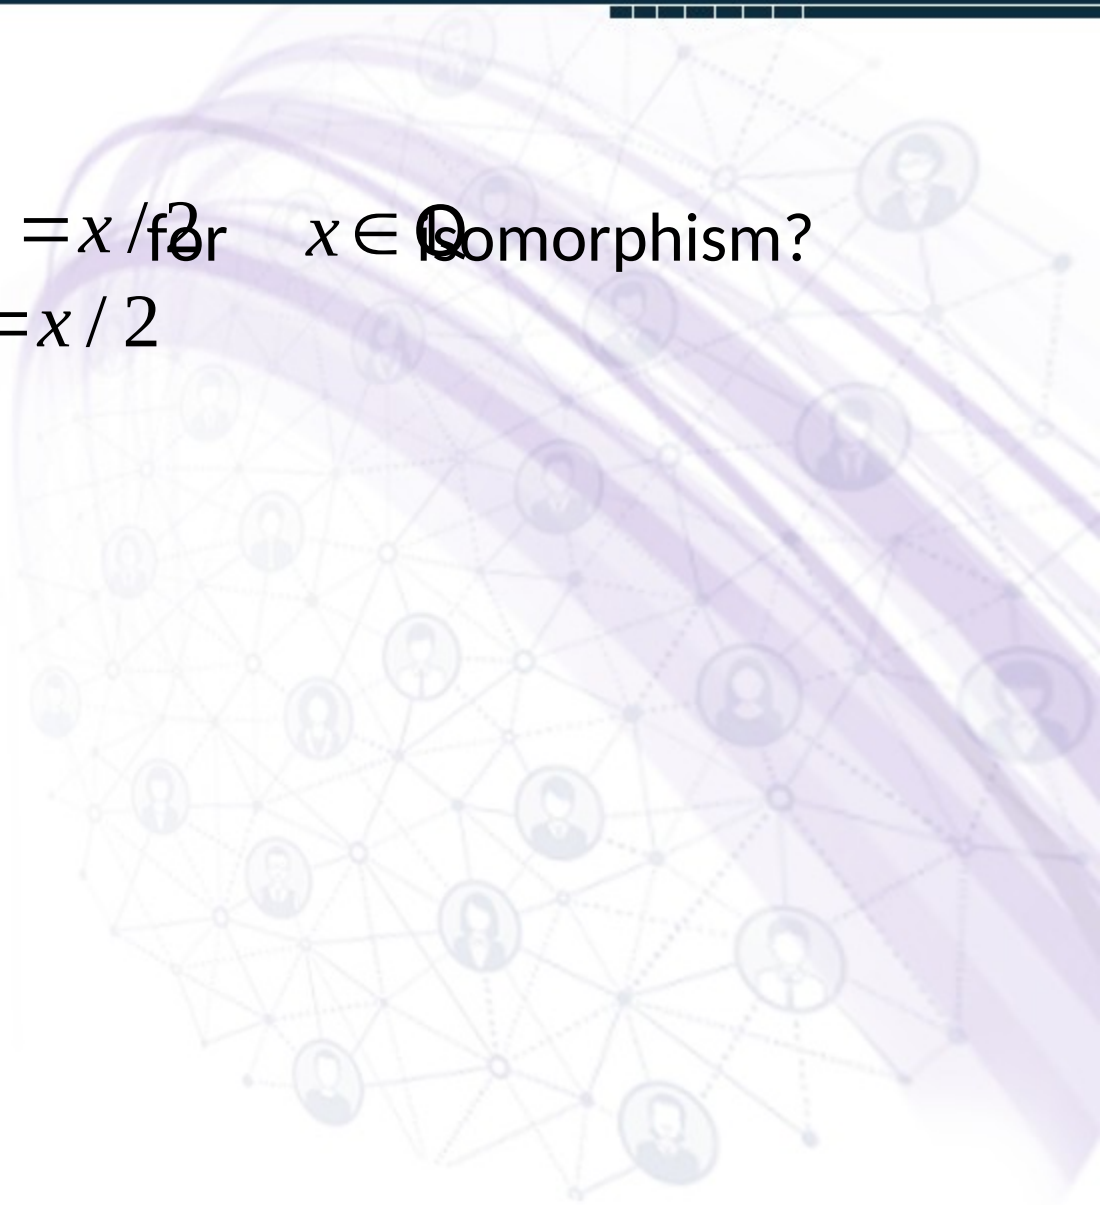 =x / 2 for x ∈ Q Isomorphism?
=x / 2